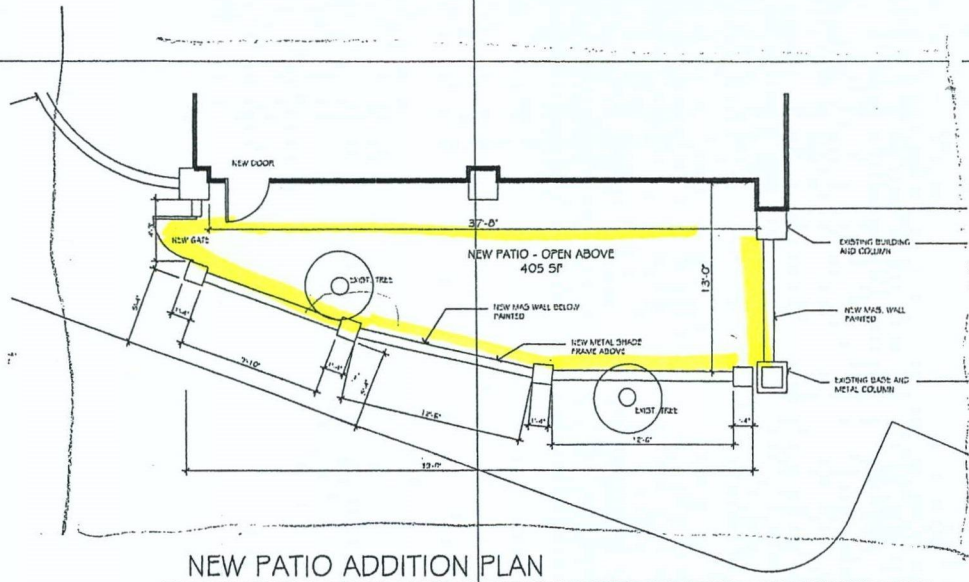 NEW DOOR
37'-8"
NEW GATE
NEW PATIO - OPEN ABOVE
405 SF
13'-0"
EXISTING BUILDING
AND COLUMN
EXIST. TREE
NEW MAS WALL BELOW
PAINTED
NEW MAS. WALL
PAINTED
NEW METAL SHADE
FRAME ABOVE
EXISTING BASE AND
METAL COLUMN
EXIST. TREE
12'-6"
12'-6"
NEW PATIO ADDITION PLAN